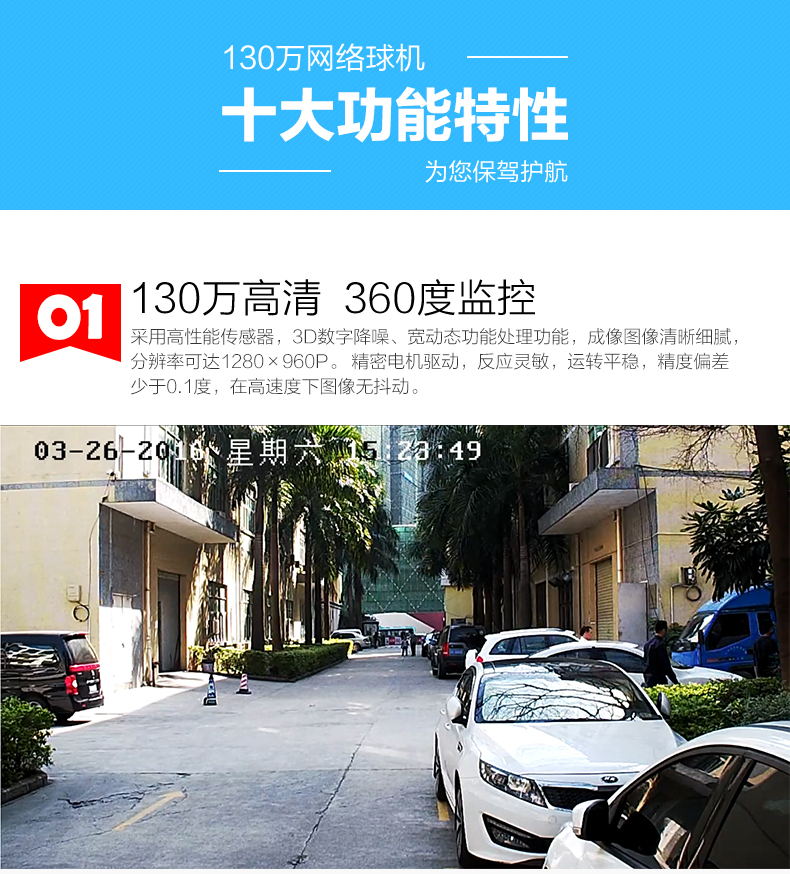 130万网络球机
十大功能特性
为您保驾护航
01
130万高清 360度监控
采用高性能传感器，3D数字降噪、宽动态功能处理功能，成像图像清晰细腻，
分辨率可达1280×960P。精密电机驱动，反应灵敏，运转平稳，精度偏差
少于0.1度，在高速度下图像无抖动。
03-26-2016 星期六 15:23:49